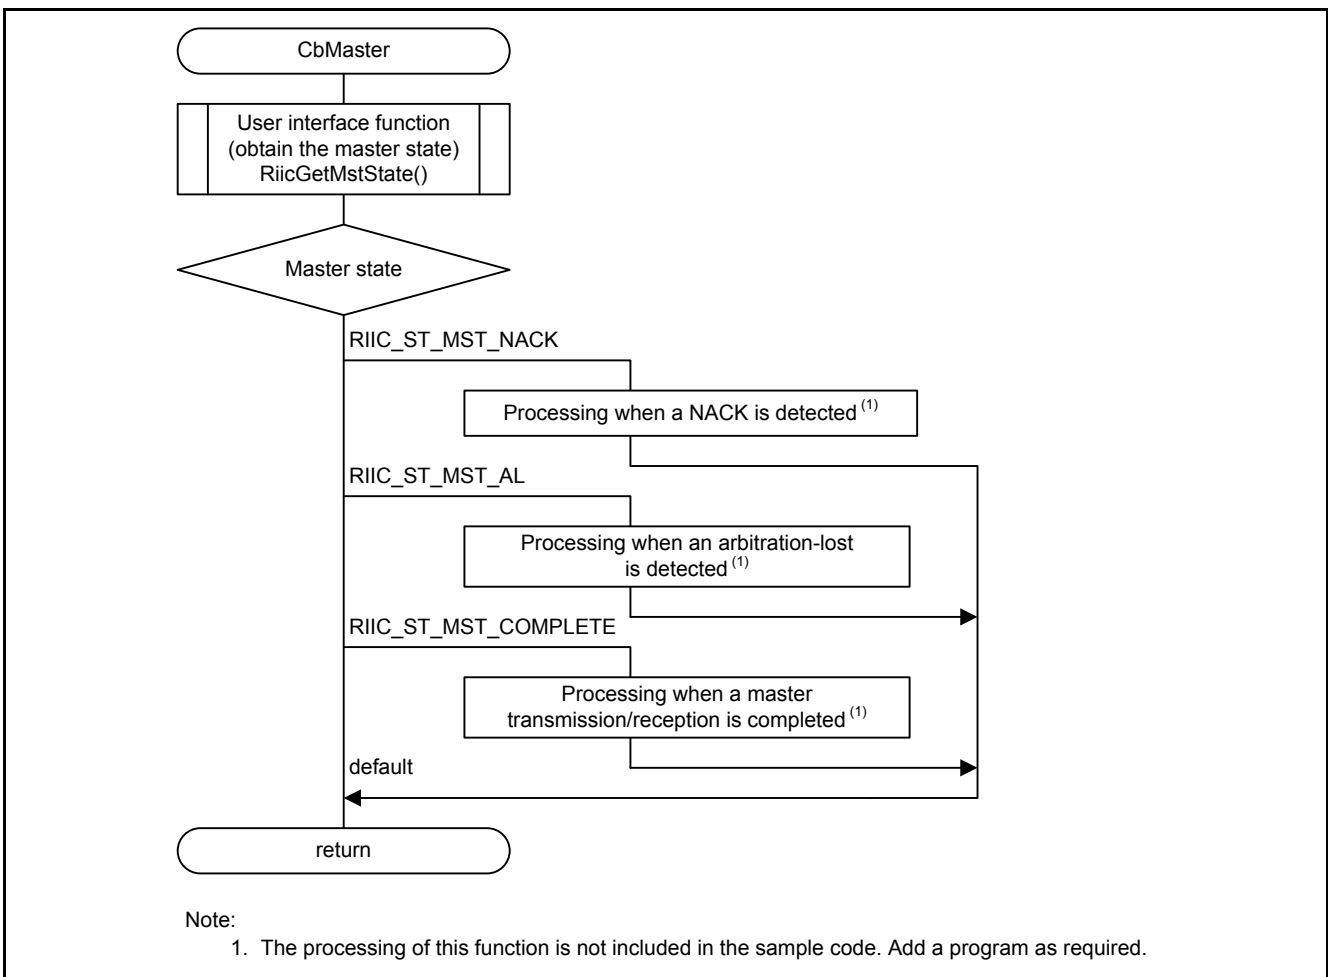 CbMaster
User interface function
(obtain the master state)
RiicGetMstState()
Master state
RIIC_ST_MST_NACK
Processing when a NACK is detected (1)
RIIC_ST_MST_AL
Processing when an arbitration-lost
is detected (1)
RIIC_ST_MST_COMPLETE
Processing when a master
transmission/reception is completed (1)
default
return
Note:
1. The processing of this function is not included in the sample code. Add a program as required.